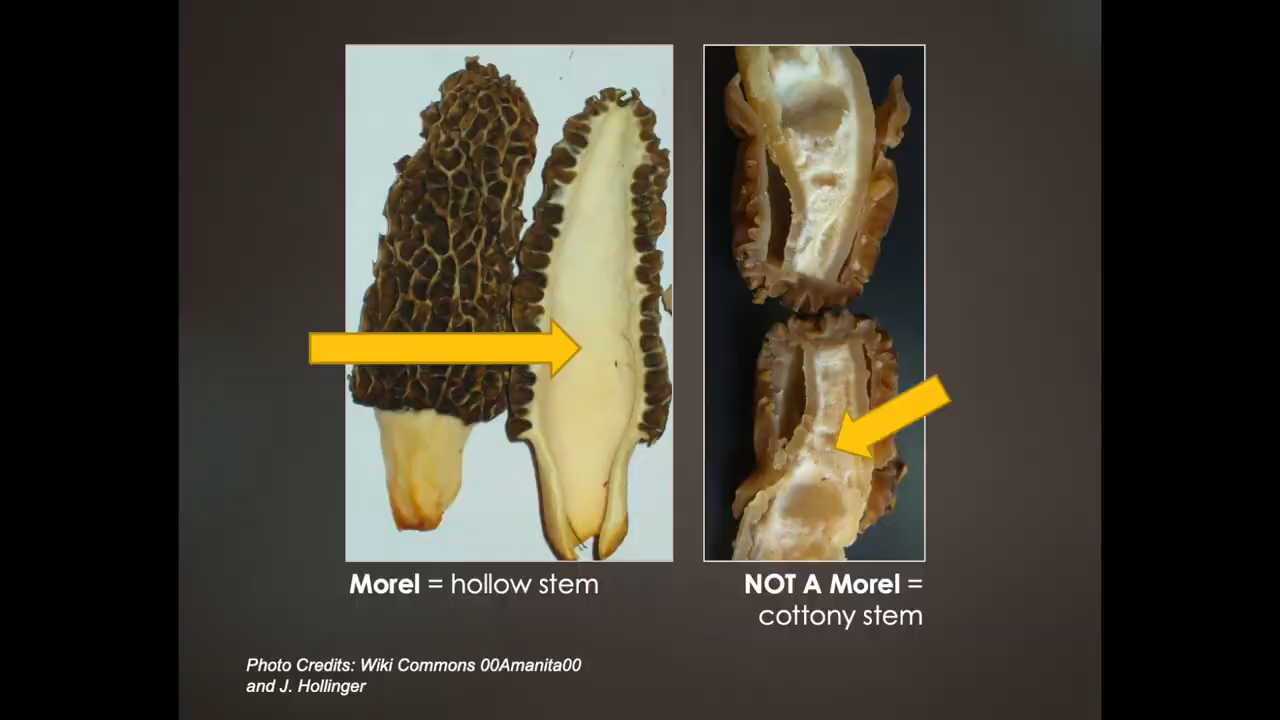 Morel = hollow stem
NOT A Morel =
cottony stem
Photo Credits: Wiki Commons 00Amanita00
and J. Hollinger